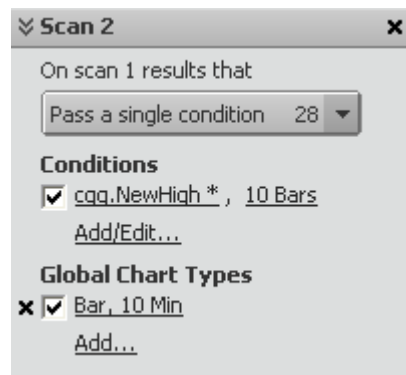 Scan 2
On scan 1 results that
Pass a single condition 28
Conditions
cqg.NewHigh * , 10 Bars
Add/Edit...
Global Chart Types
Bar, 10 Min
Add...